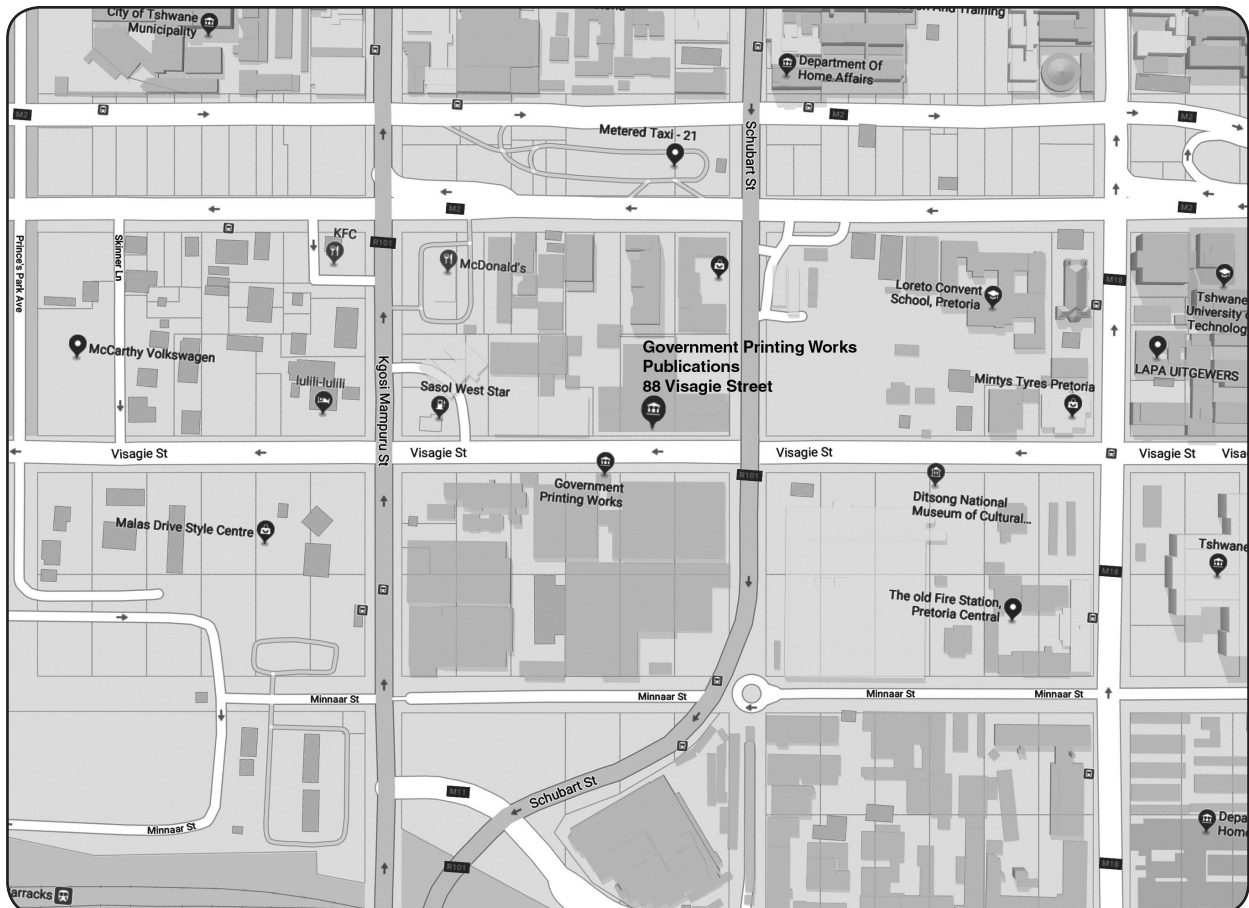 City of Tshwane
Municipality
And Training
Department Of
Home Affairs
M2
M2
M2
Metered Taxi - 21
Schubart St
M2
M2
KFC
R101
McDonald's
Prince's Park Ave
Skinner Ln
M18
Loreto Convent
School, Pretoria
Tshwane
University
Technolog
McCarthy Volkswagen
Government Printing Works
Publications
88 Visagie Street
LAPA UITGEWERS
Iulili-lulili
Sasol West Star
Mintys Tyres Pretoria
Kgosi Mampuru St
Visagie St
Visagie St
Visagie St
Visagie St
Visa
R101
Government
Printing Works
Ditsong National
Museum of Cultural...
Malas Drive Style Centre
Tshwane
M18
The old Fire Station,
Pretoria Central
Minnaar St
Minnaar St
Minnaar St
Minnaar St
M11
Schubart St
Minnaar St
Depa
Home
R101
M18
arracks